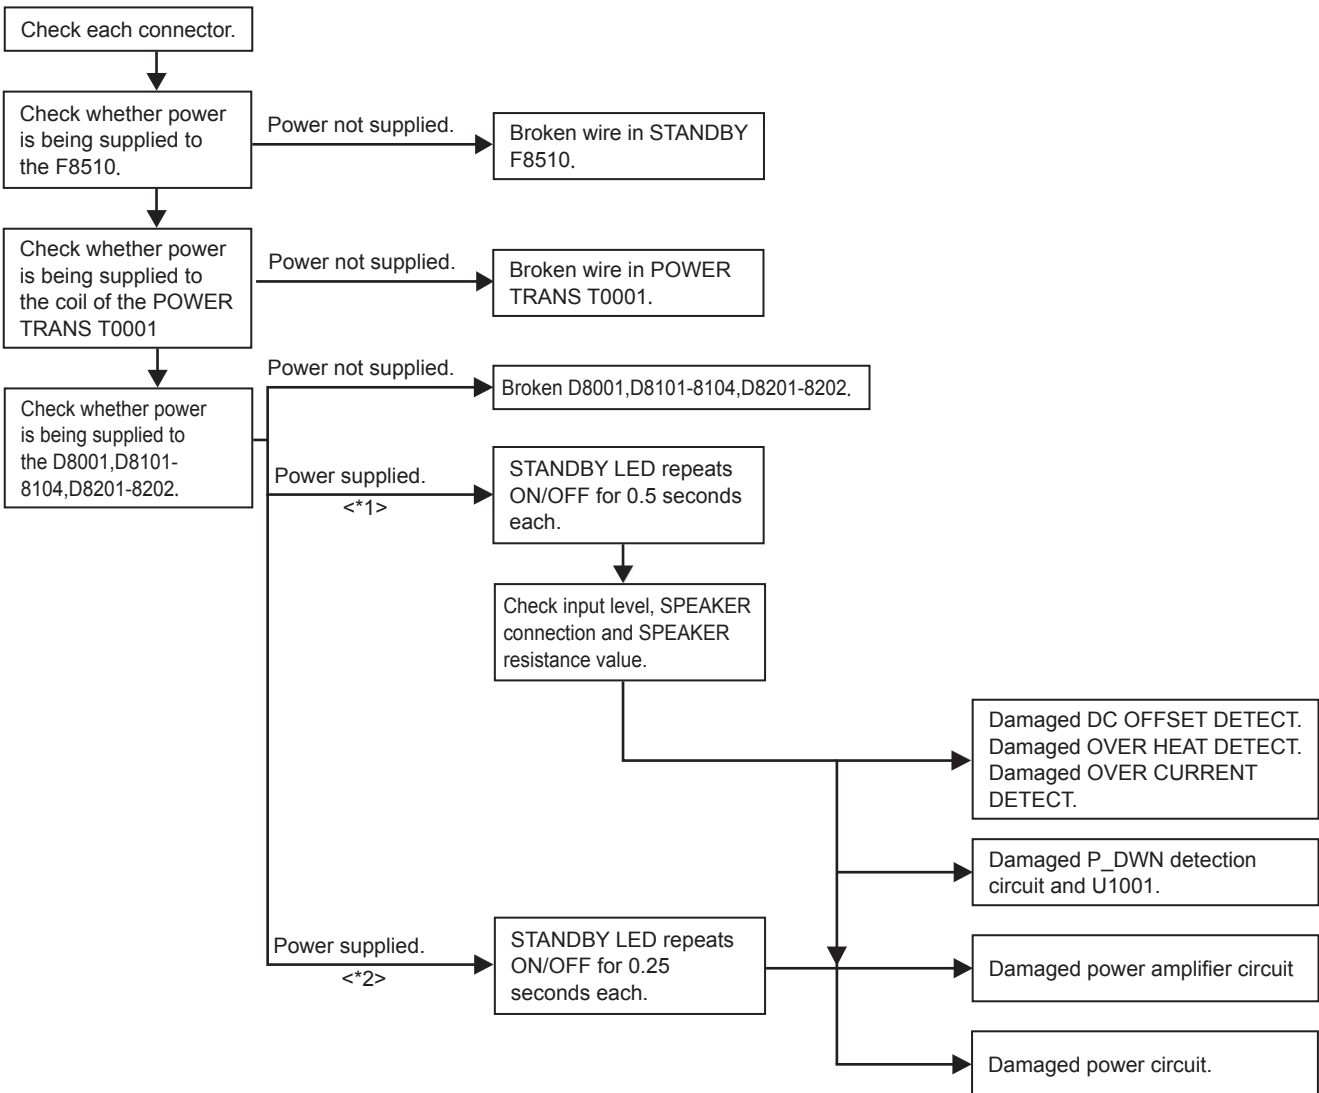 Check each connector.
Check whether power
is being supplied to
the F8510.
Power not supplied.
Broken wire in STANDBY
F8510.
Check whether power
is being supplied to
the coil of the POWER
TRANS T0001
Power not supplied.
Broken wire in POWER
TRANS T0001.
Check whether power
is being supplied to
the D8001,D8101-
8104,D8201-8202.
Power not supplied.
Broken D8001,D8101-8104,D8201-8202.
Power supplied.
<*1>
STANDBY LED repeats
ON/OFF for 0.5 seconds
each.
Check input level, SPEAKER
connection and SPEAKER
resistance value.
Damaged DC OFFSET DETECT.
Damaged OVER HEAT DETECT.
Damaged OVER CURRENT
DETECT.
Damaged P_DWN detection
circuit and U1001.
Power supplied.
<*2>
STANDBY LED repeats
ON/OFF for 0.25
seconds each.
Damaged power amplifier circuit
Damaged power circuit.